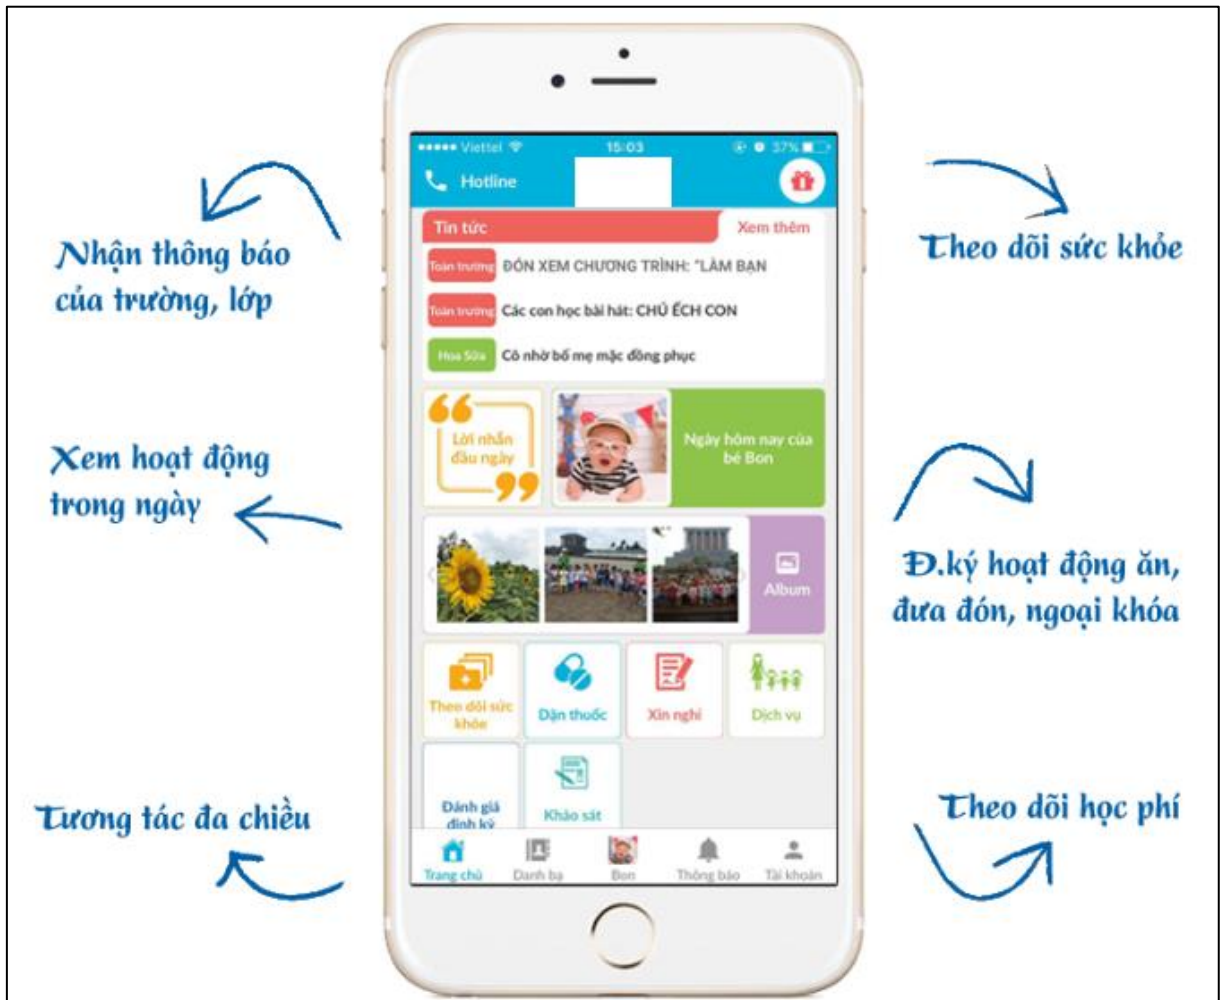 Viettel 15:03 37%
Hotline
Tin tức Xem thêm
Toàn trường ĐÓN XEM CHƯƠNG TRÌNH: "LÀM BẠN
Toàn trường Các con học bài hát: CHÚ ẾCH CON
Hoa Sữa Cô nhờ bố mẹ mặc đồng phục
Lời nhắn
đầu ngày
Ngày hôm nay của
bé Bon
Album
Theo dõi sức
khỏe
Dặn thuốc
Xin nghỉ
Dịch vụ
Đánh giá
định kỳ
Khảo sát
Trang chủ Danh bạ Bon Thông báo Tài khoản
Nhận thông báo
của trường, lớp
Xem hoạt động
trong ngày
Tương tác đa chiều
Theo dõi sức khỏe
Đ.ký hoạt động ăn,
đưa đón, ngoại khóa
Theo dõi học phí